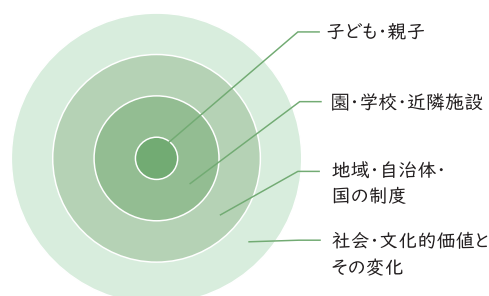 子ども・親子
園・学校・近隣施設
地域・自治体・
国の制度
社会・文化的価値と
その変化